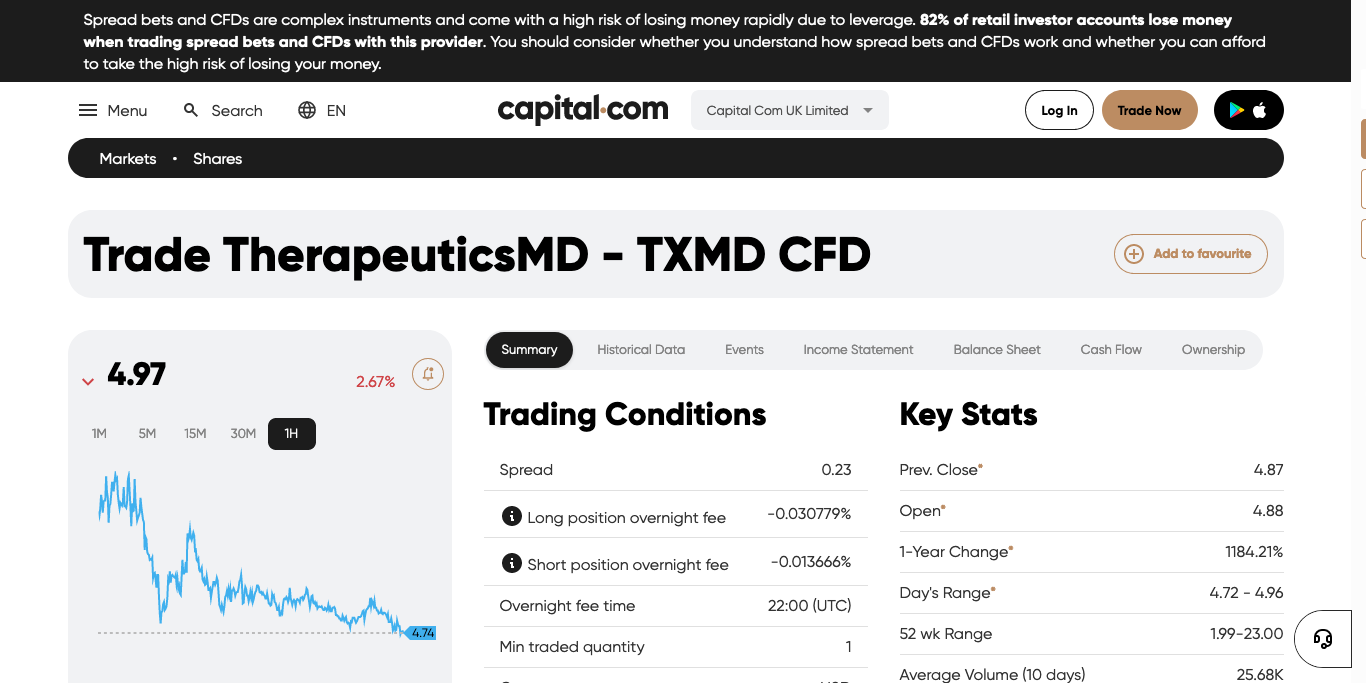 Spread bets and CFDs are complex instruments and come with a high risk of losing money rapidly due to leverage. 82% of retail investor accounts lose money
when trading spread bets and CFDs with this provider. You should consider whether you understand how spread bets and CFDs work and whether you can afford
to take the high risk of losing your money.
Menu Search EN capital.com Capital Com UK Limited Log In Trade Now
Markets • Shares
Trade TherapeuticsMD - TXMD CFD Add to favourite
4.97 2.67%
1M 5M 15M 30M 1H
4.74
Summary Historical Data Events Income Statement Balance Sheet Cash Flow Ownership
Trading Conditions
Spread 0.23
Long position overnight fee -0.030779%
Short position overnight fee -0.013666%
Overnight fee time 22:00 (UTC)
Min traded quantity 1
Key Stats
Prev. Close• 4.87
Open• 4.88
1-Year Change• 1184.21%
Day's Range• 4.72 - 4.96
52 wk Range 1.99-23.00
Average Volume (10 days) 25.68K